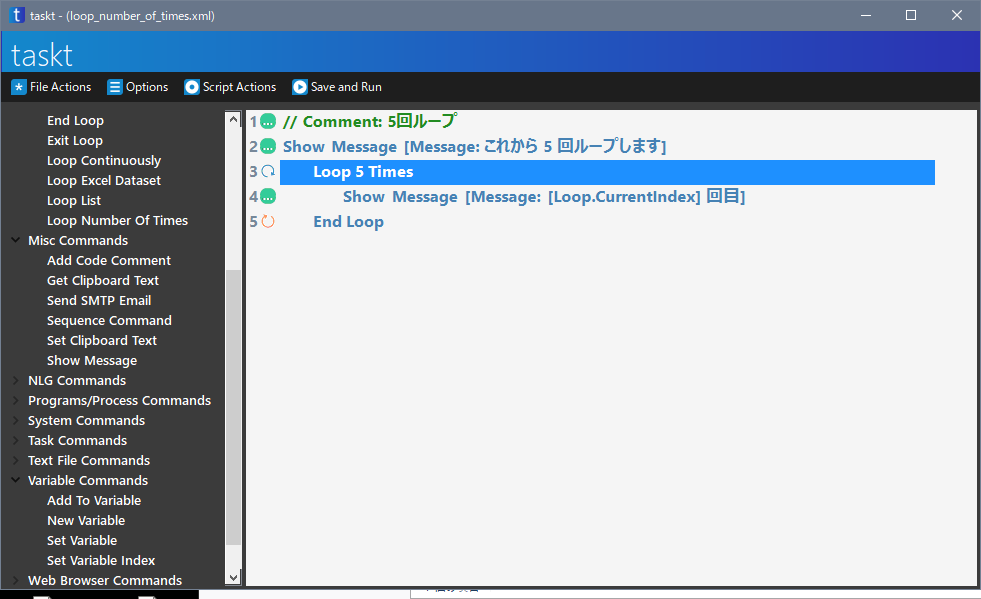 taskt - (loop_number_of_times.xml)
taskt
File Actions Options Script Actions Save and Run
End Loop
Exit Loop
Loop Continuously
Loop Excel Dataset
Loop List
Loop Number Of Times
Misc Commands
Add Code Comment
Get Clipboard Text
Send SMTP Email
Sequence Command
Set Clipboard Text
Show Message
NLG Commands
Programs/Process Commands
System Commands
Task Commands
Text File Commands
Variable Commands
Add To Variable
New Variable
Set Variable
Set Variable Index
Web Browser Commands
1 // Comment: 5回ループ
2 Show Message [Message: これから 5 回ループします]
3 Loop 5 Times
4 Show Message [Message: [Loop.CurrentIndex] 回目]
5 End Loop